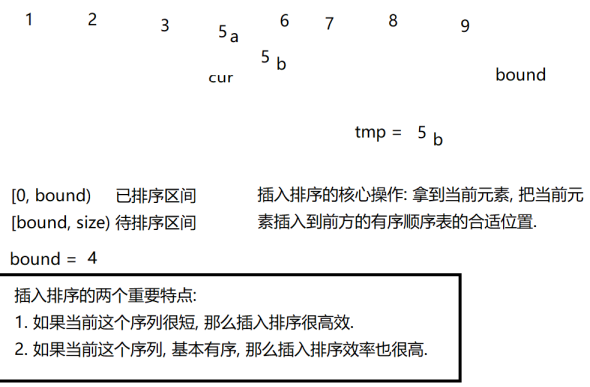 1 2 3 5a 6 7 8 9
5 b
cur bound
tmp = 5 b
[0, bound) 已排序区间
[bound, size) 待排序区间
插入排序的核心操作: 拿到当前元素, 把当前元
素插入到前方的有序顺序表的合适位置.
bound = 4
插入排序的两个重要特点:
1. 如果当前这个序列很短, 那么插入排序很高效.
2. 如果当前这个序列, 基本有序, 那么插入排序效率也很高.